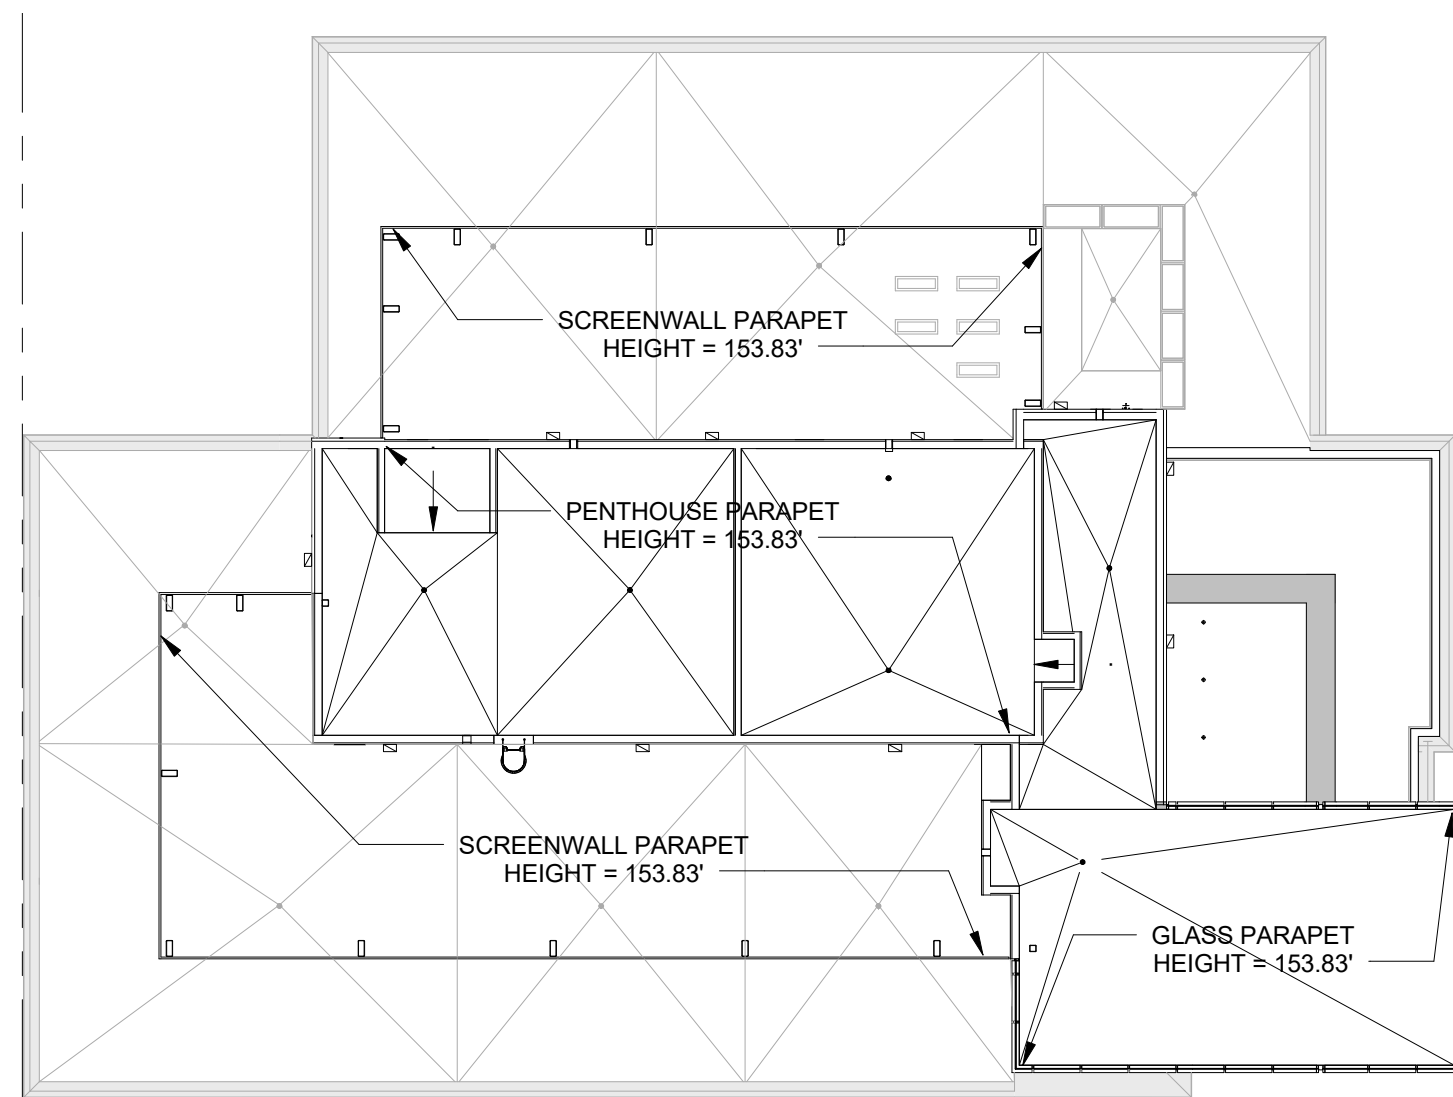 SCREENWALL PARAPET
HEIGHT = 153.83'
PENTHOUSE PARAPET
HEIGHT = 153.83'
SCREENWALL PARAPET
HEIGHT = 153.83'
GLASS PARAPET
HEIGHT = 153.83'